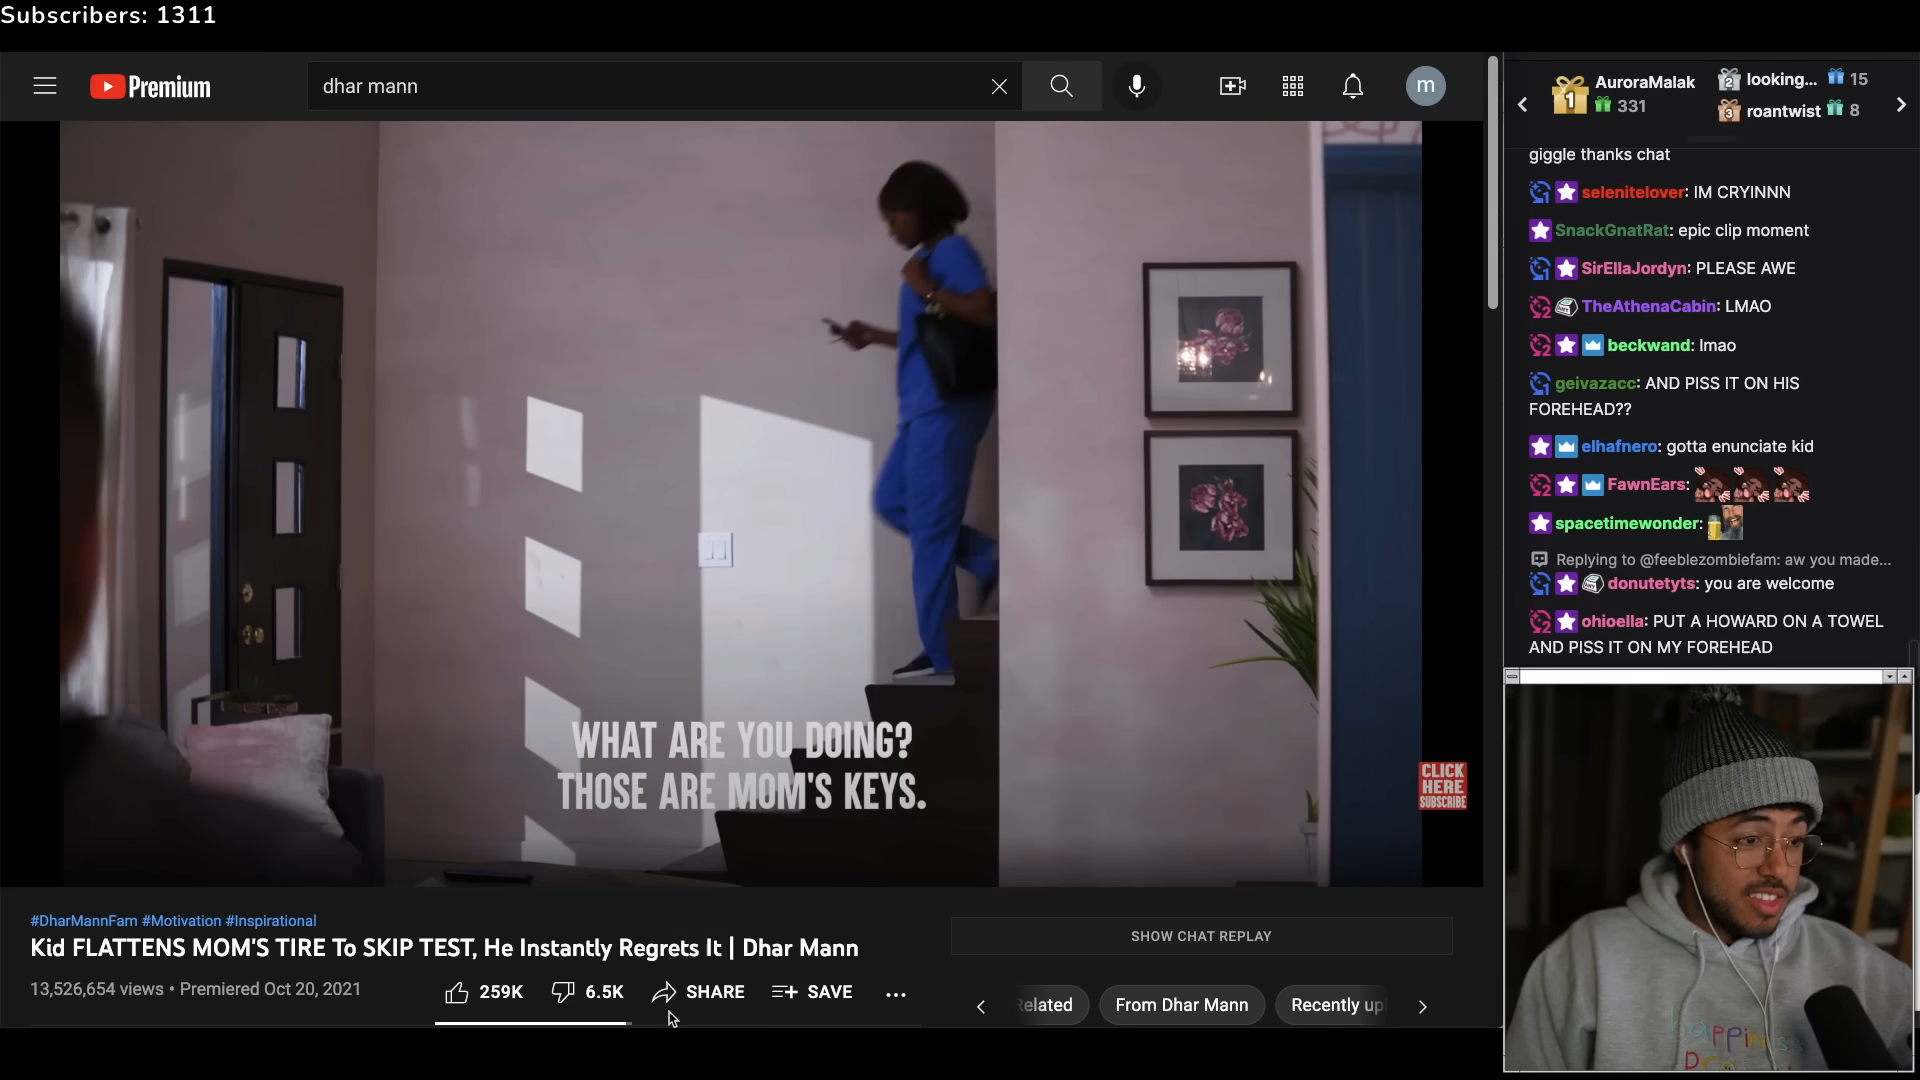 Subscribers: 1311
Premium
dhar mann
m
1
AuroraMalak
331
2
looking...
15
3
roantwist
8
giggle thanks chat
selenitelover: IM CRYINNN
SnackGnatRat: epic clip moment
SirEllaJordyn: PLEASE AWE
TheAthenaCabin: LMAO
beckwand: lmao
geivazacc: AND PISS IT ON HIS
FOREHEAD??
elhafnero: gotta enunciate kid
FawnEars:
spacetimewonder:
Replying to @feeblezombiefam: aw you made...
donutetyts: you are welcome
ohioella: PUT A HOWARD ON A TOWEL
AND PISS IT ON MY FOREHEAD
WHAT ARE YOU DOING?
THOSE ARE MOM'S KEYS.
CLICK
HERE
SUBSCRIBE
#DharMannFam #Motivation #Inspirational
Kid FLATTENS MOM'S TIRE To SKIP TEST, He Instantly Regrets It | Dhar Mann
13,526,654 views • Premiered Oct 20, 2021
259K
6.5K
SHARE
SAVE
SHOW CHAT REPLAY
Related
From Dhar Mann
Recently up
happiness